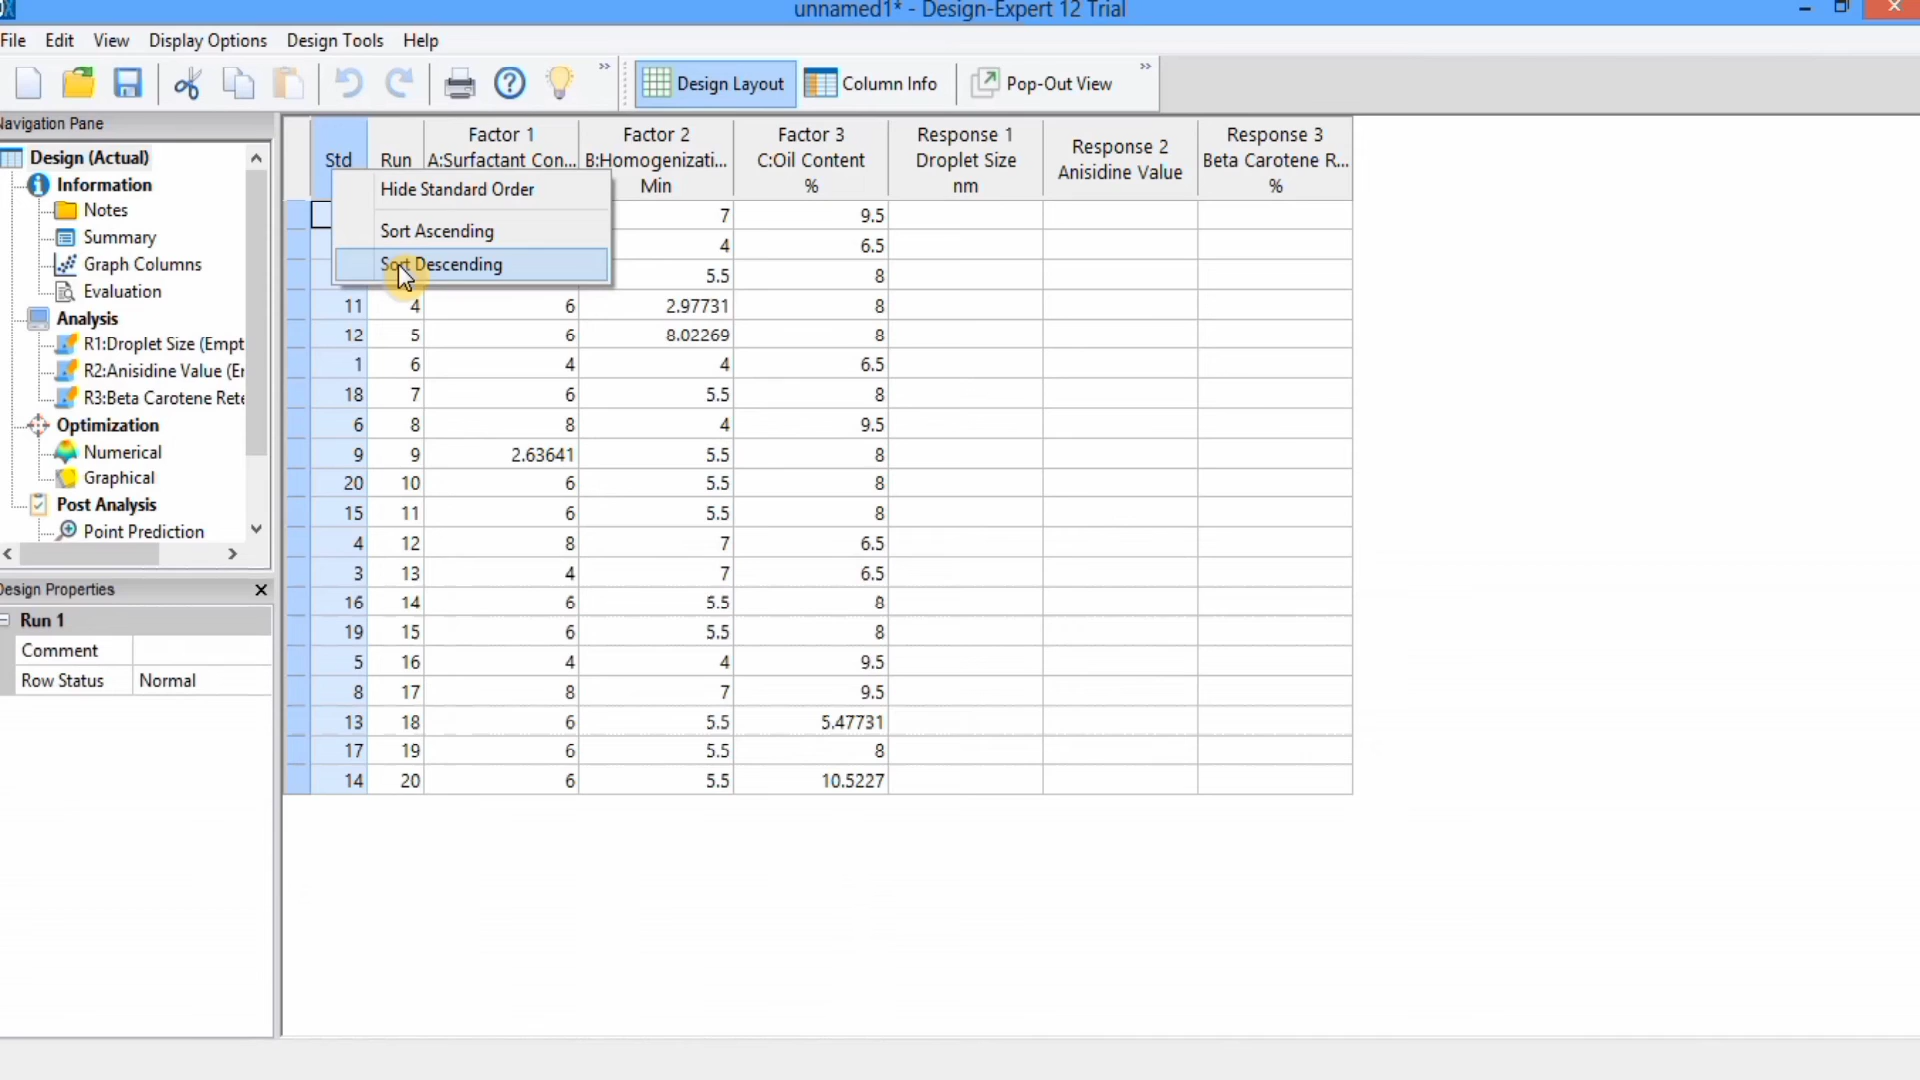 unnamed1* - Design-Expert 12 Trial
File Edit View Display Options Design Tools Help
» Design Layout Column Info Pop-Out View »
Navigation Pane
Design (Actual)
Information
Notes
Summary
Graph Columns
Evaluation
Analysis
R1:Droplet Size (Empt
R2:Anisidine Value (Er
R3:Beta Carotene Rete
Optimization
Numerical
Graphical
Post Analysis
Point Prediction
Design Properties
Run 1
Comment
Row Status Normal
Factor 1 Factor 2 Factor 3 Response 1 Response 2 Response 3
Std Run A:Surfactant Con... B:Homogenizati... C:Oil Content Droplet Size Anisidine Value Beta Carotene R...
Min % nm %
Hide Standard Order
Sort Ascending
Sort Descending
7 9.5
4 6.5
5.5 8
11 4 6 2.97731 8
12 5 6 8.02269 8
1 6 4 4 6.5
18 7 6 5.5 8
6 8 8 4 9.5
9 9 2.63641 5.5 8
20 10 6 5.5 8
15 11 6 5.5 8
4 12 8 7 6.5
3 13 4 7 6.5
16 14 6 5.5 8
19 15 6 5.5 8
5 16 4 4 9.5
8 17 8 7 9.5
13 18 6 5.5 5.47731
17 19 6 5.5 8
14 20 6 5.5 10.5227